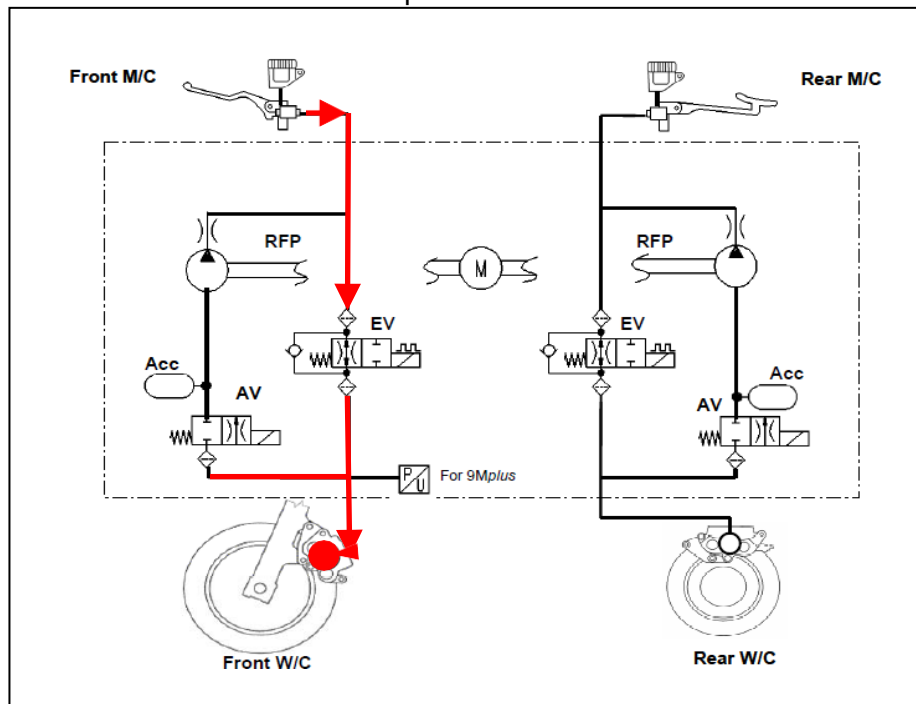 Front M/C
Rear M/C
RFP
M
RFP
EV
EV
Acc
Acc
AV
AV
P
U
For 9Mplus
Front W/C
Rear W/C